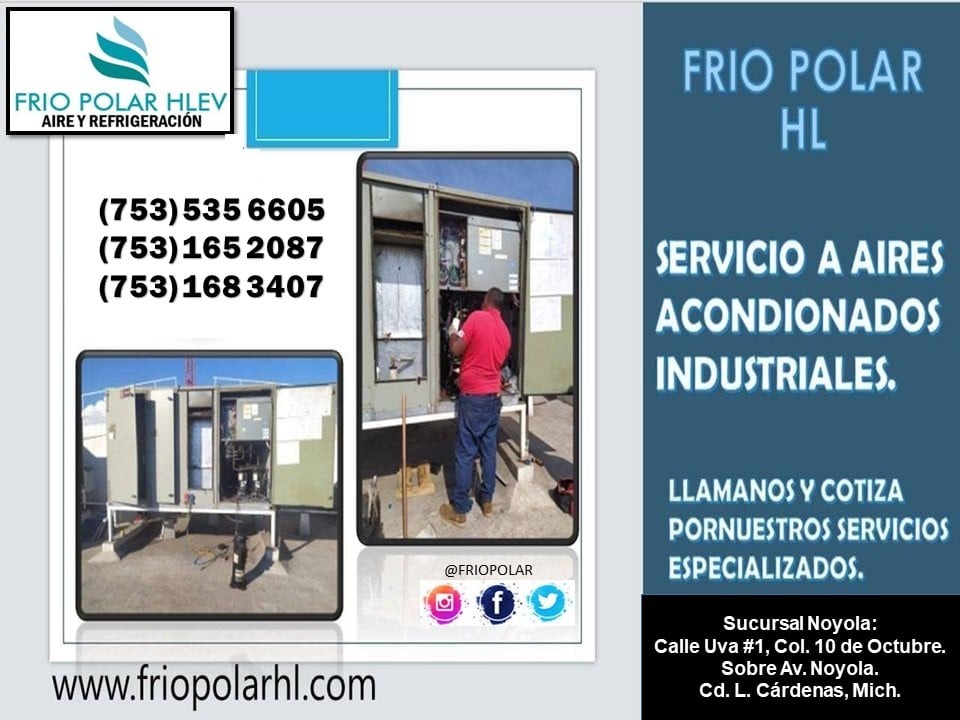 FRIO POLAR HLEV
AIRE Y REFRIGERACIÓN
(753) 535 6605
(753) 165 2087
(753) 168 3407
@FRIOPOLAR
www.friopolarhl.com
FRIO POLAR
HL
SERVICIO A AIRES
ACONDIONADOS
INDUSTRIALES.
LLAMANOS Y COTIZA
PORNUESTROS SERVICIOS
ESPECIALIZADOS.
Sucursal Noyola:
Calle Uva #1, Col. 10 de Octubre.
Sobre Av. Noyola.
Cd. L. Cárdenas, Mich.